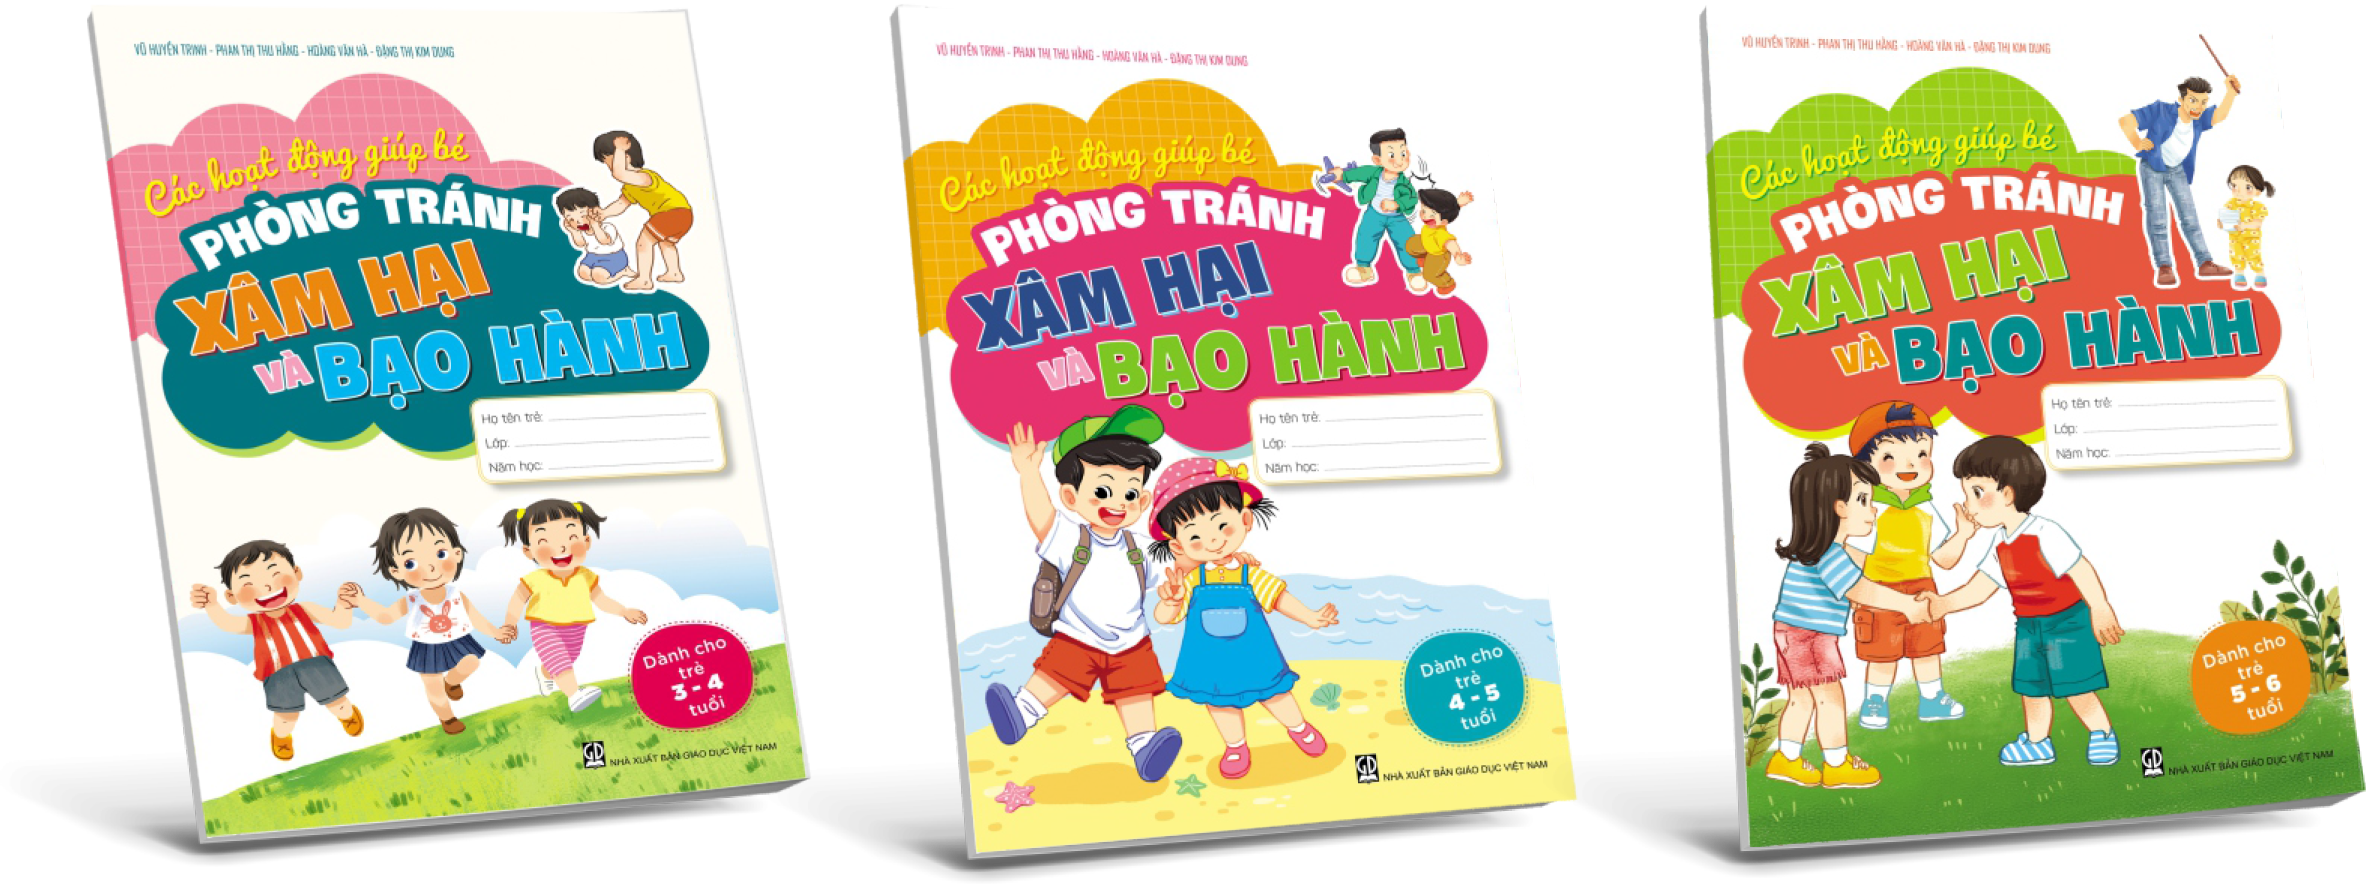 VŨ HUYỀN TRINH - PHAN THỊ THU HẰNG - HOÀNG VĂN HÀ - ĐẶNG THỊ KIM DUNG
Các hoạt động giúp bé
PHÒNG TRÁNH
XÂM HẠI
VÀ BẠO HÀNH
Họ tên trẻ:
Lớp:
Năm học:
Dành cho
trẻ
3 - 4
tuổi
GD NHÀ XUẤT BẢN GIÁO DỤC VIỆT NAM
VŨ HUYỀN TRINH - PHAN THỊ THU HẰNG - HOÀNG VĂN HÀ - ĐẶNG THỊ KIM DUNG
Các hoạt động giúp bé
PHÒNG TRÁNH
XÂM HẠI
VÀ BẠO HÀNH
Họ tên trẻ:
Lớp:
Năm học:
Dành cho
trẻ
4 - 5
tuổi
GD NHÀ XUẤT BẢN GIÁO DỤC VIỆT NAM
VŨ HUYỀN TRINH - PHAN THỊ THU HẰNG - HOÀNG VĂN HÀ - ĐẶNG THỊ KIM DUNG
Các hoạt động giúp bé
PHÒNG TRÁNH
XÂM HẠI
VÀ BẠO HÀNH
Họ tên trẻ:
Lớp:
Năm học:
Dành cho
trẻ
5 - 6
tuổi
GD NHÀ XUẤT BẢN GIÁO DỤC VIỆT NAM